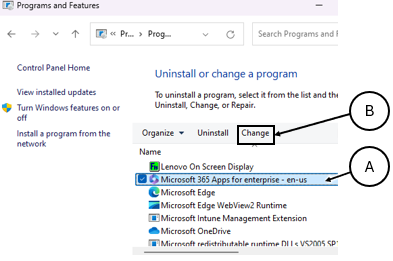 Programs and Features
Pr... Prog...
Search Programs and F
Control Panel Home
Uninstall or change a program
View installed updates
To uninstall a program, select it from the list and the
Turn Windows features on or
off
Uninstall, Change, or Repair.
Install a program from the
network
B
Organize Uninstall Change
Name
Lenovo On Screen Display
A
Microsoft 365 Apps for enterprise - en-us
Microsoft Edge
Microsoft Edge WebView2 Runtime
Microsoft Intune Management Extension
Microsoft OneDrive
Microsoft redistributable runtime DLLs VS2005 SP1